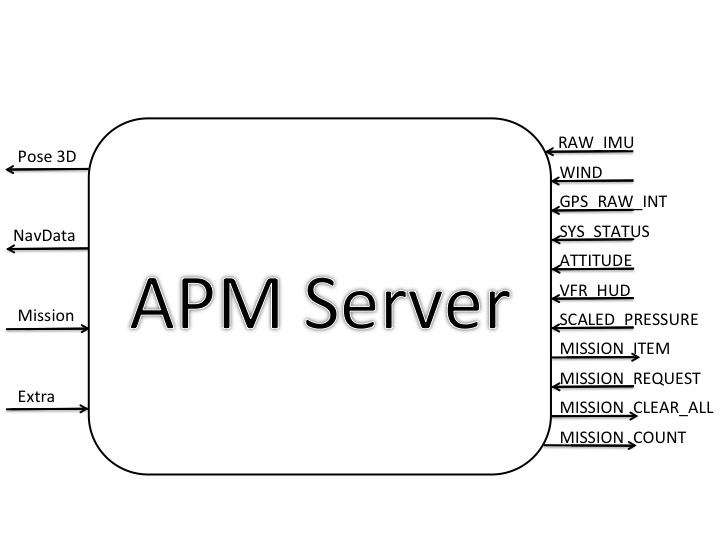 Pose 3D
NavData
Mission
Extra
APM Server
RAW_IMU
WIND
GPS_RAW_INT
SYS_STATUS
ATTITUDE
VFR_HUD
SCALED_PRESSURE
MISSION_ITEM
MISSION_REQUEST
MISSION_CLEAR_ALL
MISSION_COUNT